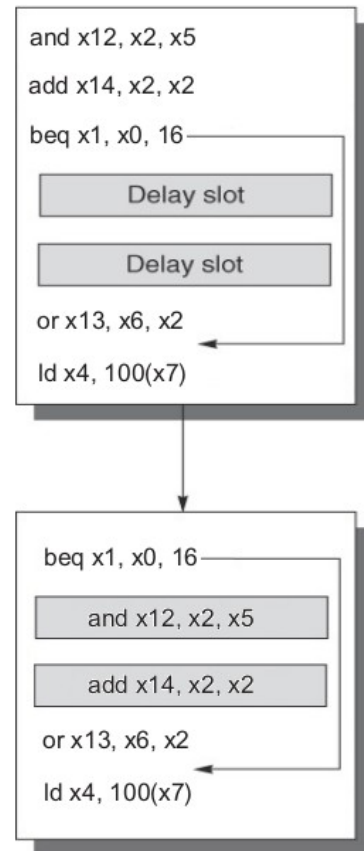 and x12, x2, x5
add x14, x2, x2
beq x1, x0, 16
Delay slot
Delay slot
or x13, x6, x2
ld x4, 100(x7)
beq x1, x0, 16
and x12, x2, x5
add x14, x2, x2
or x13, x6, x2
ld x4, 100(x7)